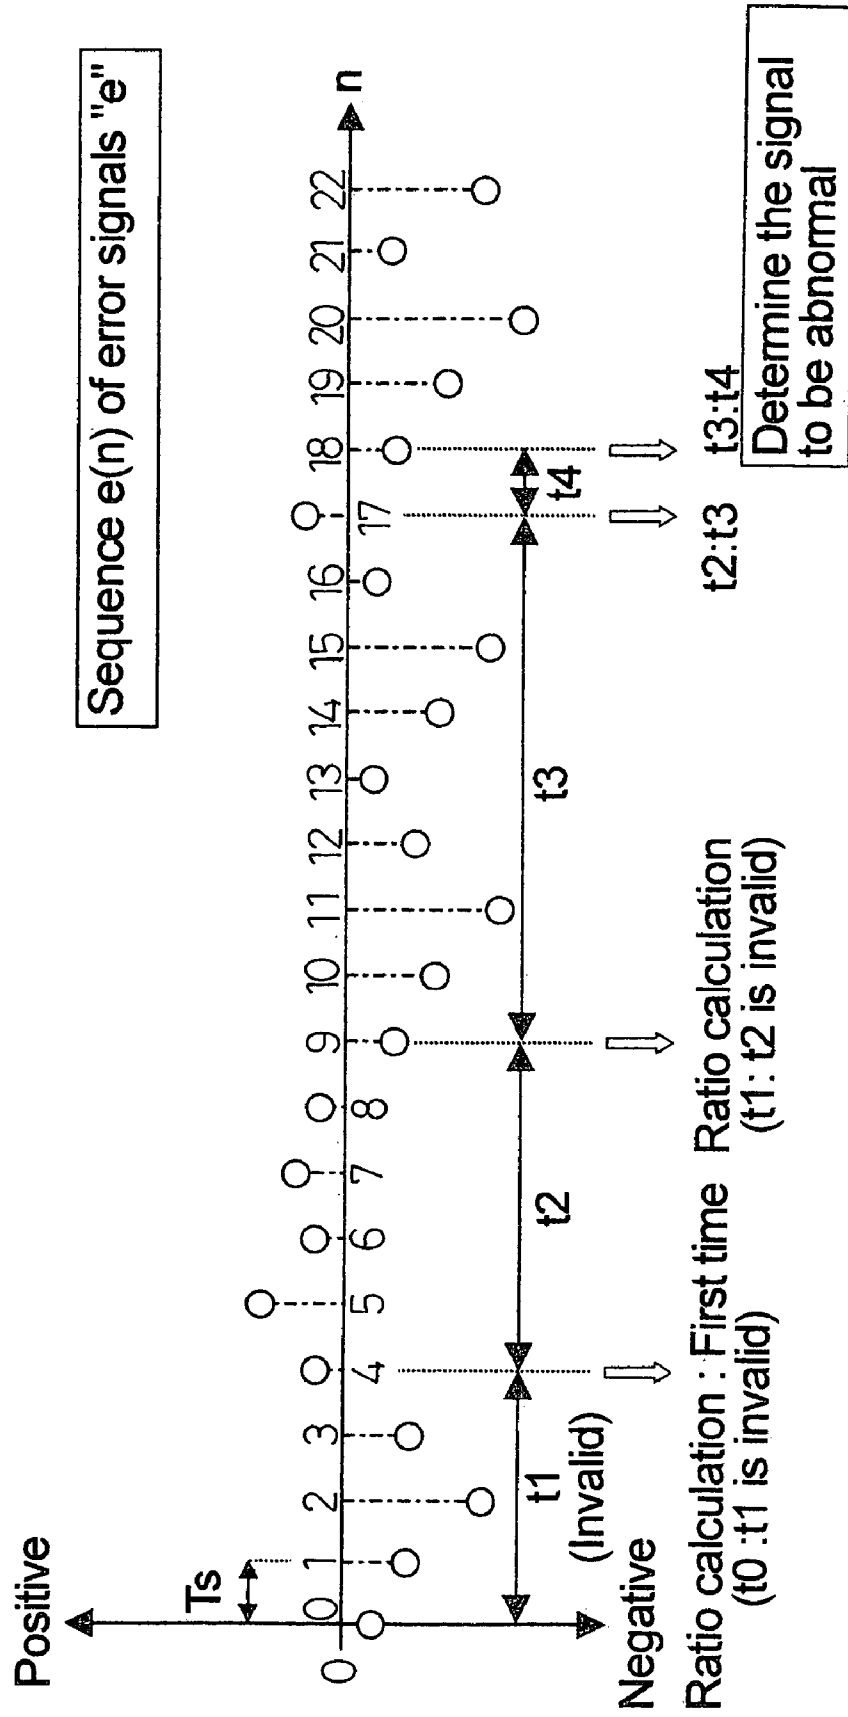 Sequence e(n) of error signals "e"
Positive
Ts
0
0 1 2 3 4 5 6 7 8 9 10 11 12 13 14 15 16 17 18 19 20 21 22
n
t1
(Invalid)
t2
t3
t4
Negative
Ratio calculation : First time
(t0 :t1 is invalid)
Ratio calculation
(t1: t2 is invalid)
t2:t3
t3:t4
Determine the signal
to be abnormal